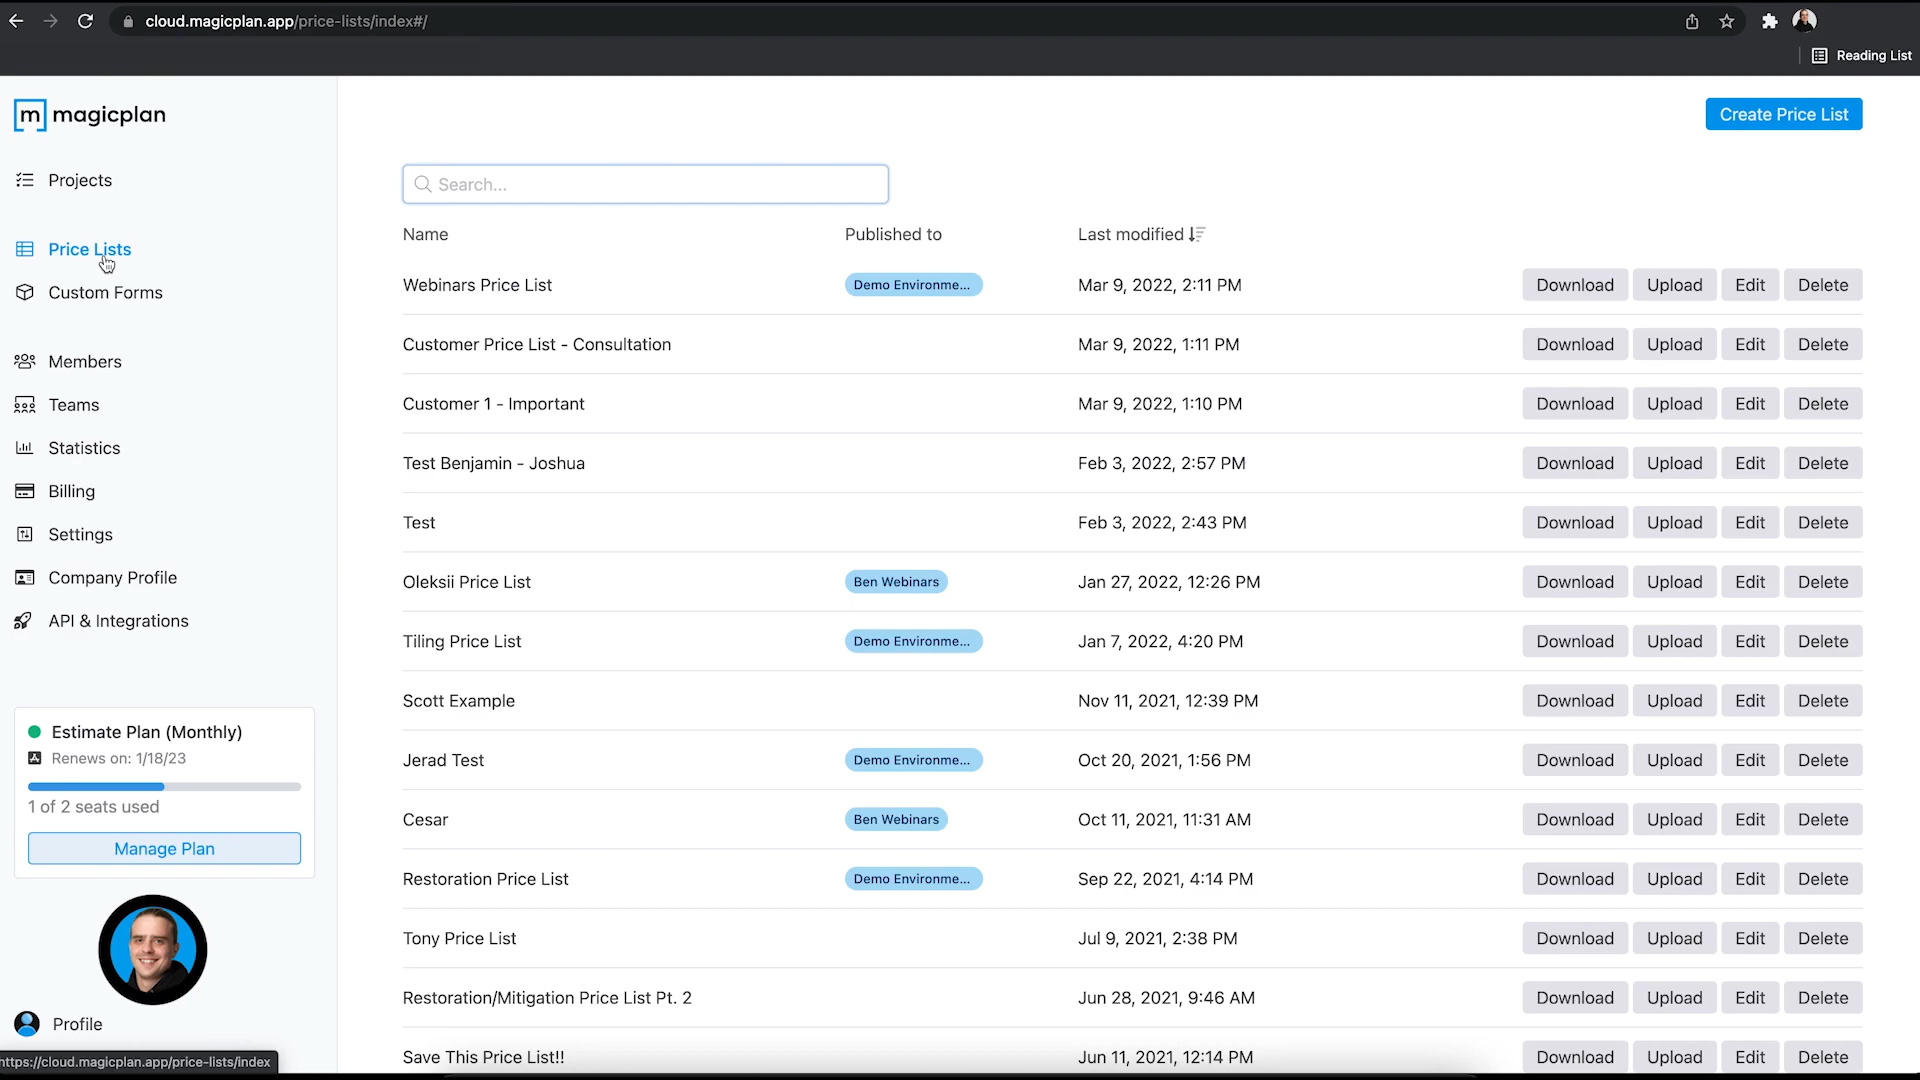 cloud.magicplan.app/price-lists/index#/
Reading List
m magicplan
Create Price List
Projects
Search...
Price Lists
Custom Forms
Members
Teams
Statistics
Billing
Settings
Company Profile
API & Integrations
Name Published to Last modified
Webinars Price List Demo Environme... Mar 9, 2022, 2:11 PM Download Upload Edit Delete
Customer Price List - Consultation Mar 9, 2022, 1:11 PM Download Upload Edit Delete
Customer 1 - Important Mar 9, 2022, 1:10 PM Download Upload Edit Delete
Test Benjamin - Joshua Feb 3, 2022, 2:57 PM Download Upload Edit Delete
Test Feb 3, 2022, 2:43 PM Download Upload Edit Delete
Oleksii Price List Ben Webinars Jan 27, 2022, 12:26 PM Download Upload Edit Delete
Tiling Price List Demo Environme... Jan 7, 2022, 4:20 PM Download Upload Edit Delete
Scott Example Nov 11, 2021, 12:39 PM Download Upload Edit Delete
Jerad Test Demo Environme... Oct 20, 2021, 1:56 PM Download Upload Edit Delete
Cesar Ben Webinars Oct 11, 2021, 11:31 AM Download Upload Edit Delete
Restoration Price List Demo Environme... Sep 22, 2021, 4:14 PM Download Upload Edit Delete
Tony Price List Jul 9, 2021, 2:38 PM Download Upload Edit Delete
Restoration/Mitigation Price List Pt. 2 Jun 28, 2021, 9:46 AM Download Upload Edit Delete
Save This Price List!! Jun 11, 2021, 12:14 PM Download Upload Edit Delete
Estimate Plan (Monthly)
Renews on: 1/18/23
1 of 2 seats used
Manage Plan
Profile
https://cloud.magicplan.app/price-lists/index